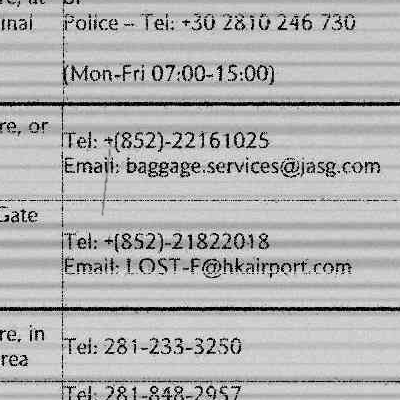 Police – Tel: +30 2810 246 730
(Mon-Fri 07:00-15:00)
re, or
Tel: +(852)-22161025
Email: baggage.services@jasg.com
Gate
Tel: +(852)-21822018
Email: LOST-F@hkairport.com
re, in
rea
Tel: 281-233-3250
Tel: 281-848-2957